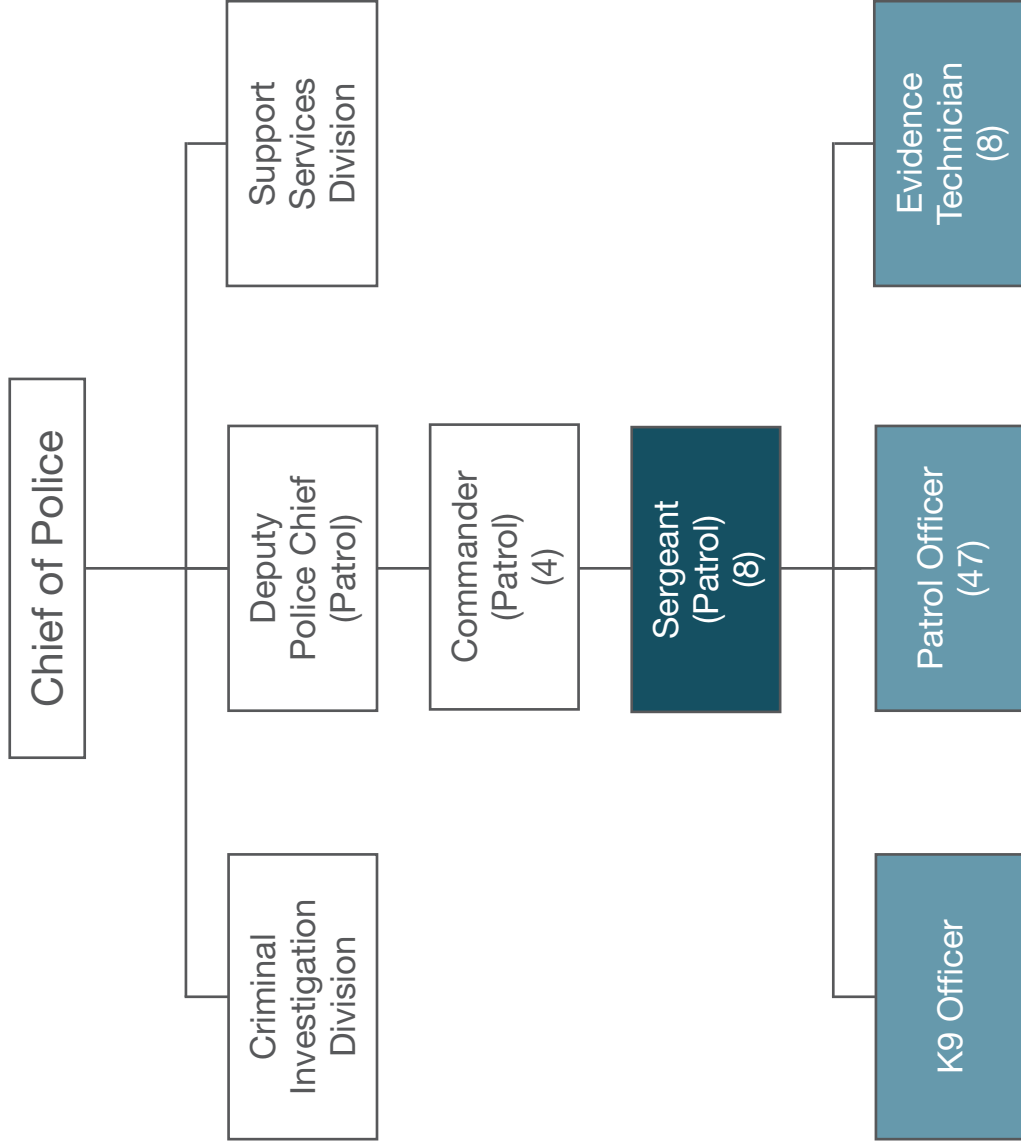 Chief of Police
Criminal
Investigation
Division
Deputy
Police Chief
(Patrol)
Support
Services
Division
Commander
(Patrol)
(4)
Sergeant
(Patrol)
(8)
K9 Officer
Patrol Officer
(47)
Evidence
Technician
(8)